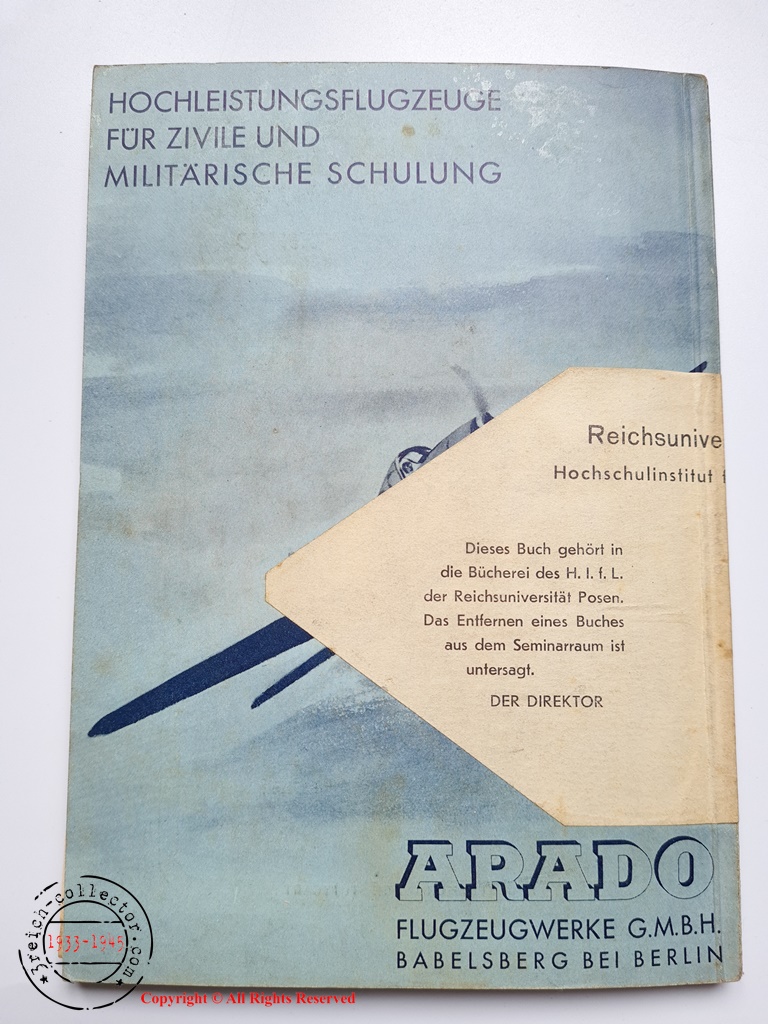 HOCHLEISTUNGSFLUGZEUGE
FÜR ZIVILE UND
MILITÄRISCHE SCHULUNG
Reichsunive
Hochschulinstitut f
Dieses Buch gehört in
die Bücherei des H. I. f. L.
der Reichsuniversität Posen.
Das Entfernen eines Buches
aus dem Seminarraum ist
untersagt.
DER DIREKTOR
ARADO
FLUGZEUGWERKE G.M.B.H.
BABELSBERG BEI BERLIN
3reich-collector.com
1933-1945
Copyright © All Rights Reserved